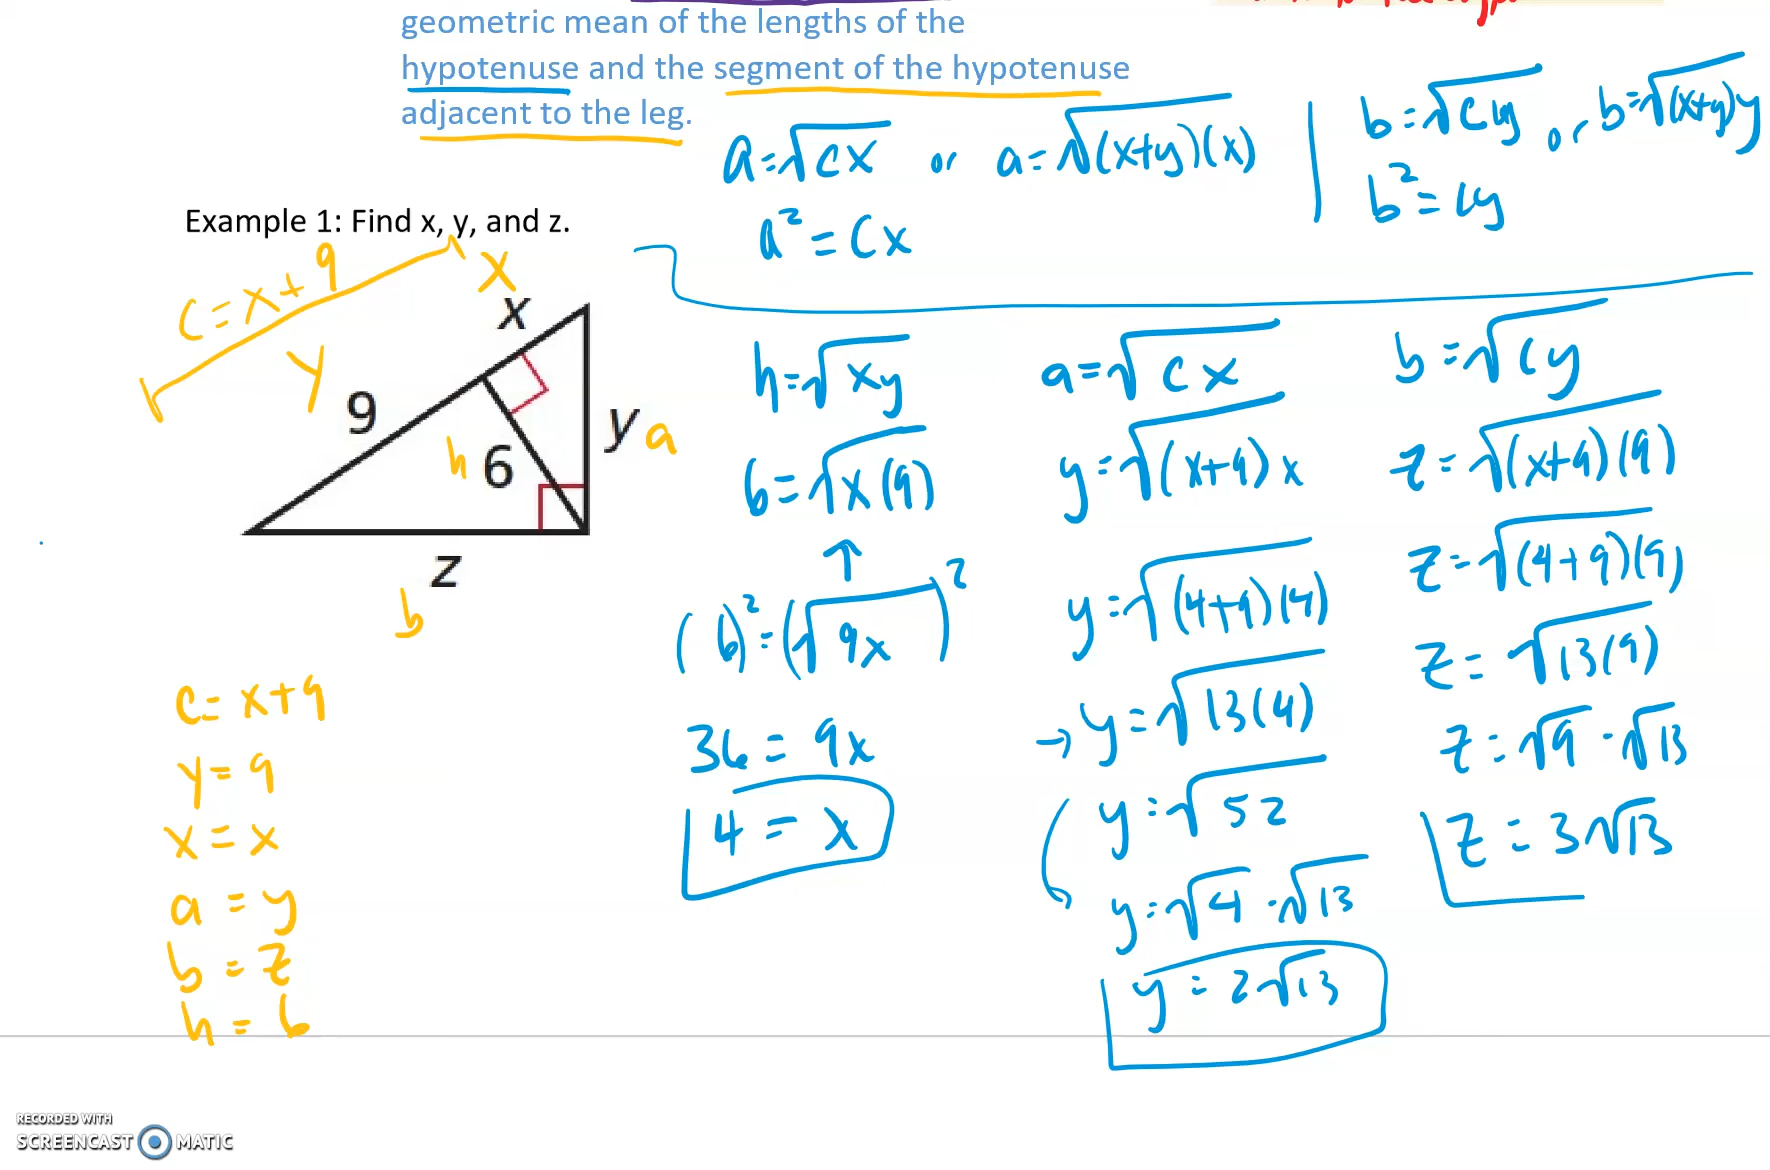 geometric mean of the lengths of the
hypotenuse and the segment of the hypotenuse
adjacent to the leg.
a=√cx or a=√(x+y)(x)
a²=cx
b=√cy or b=√(x+y)y
b²=cy
Example 1: Find x, y, and z.
c=x+9
x
x
y
9
h 6
y a
z
b
c=x+9
y=9
x=x
a=y
b=z
h=6
h=√xy
6=√x(9)
↑
(6)²=(√9x)²
36=9x
4=x
a=√cx
y=√(x+9)x
y=√(4+9)(4)
→y=√13(4)
y=√52
y=√4·√13
y=2√13
b=√cy
z=√(x+9)(9)
z=√(4+9)(9)
z=√13(9)
z=√9·√13
z=3√13
RECORDED WITH
SCREENCAST MATIC